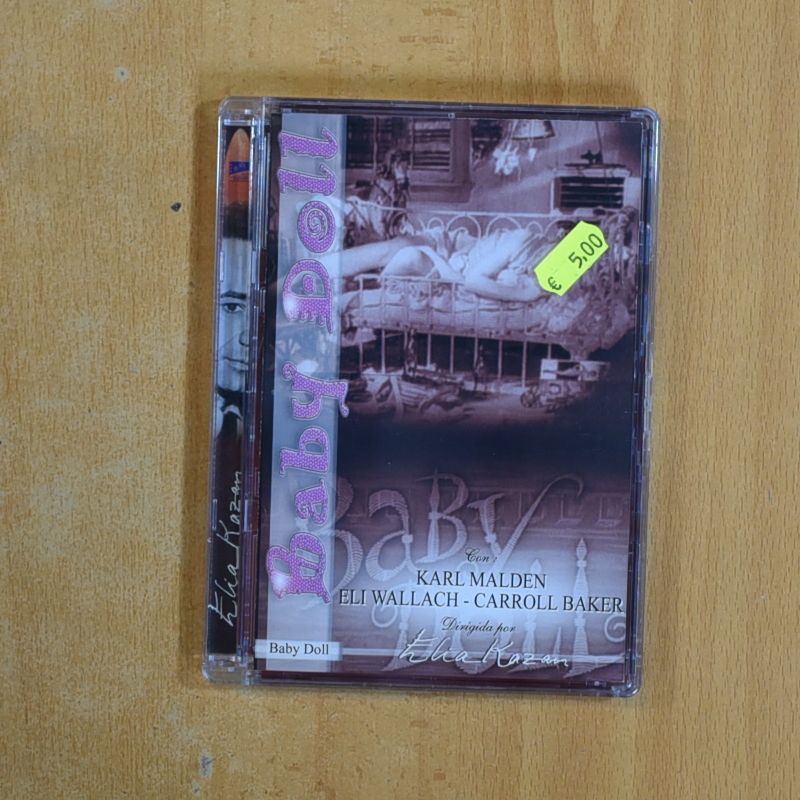 Baby Doll
€ 5,00
BABY
Con :
KARL MALDEN
ELI WALLACH - CARROLL BAKER
Dirigida por
Elia Kazan
Baby Doll
Elia Kazan